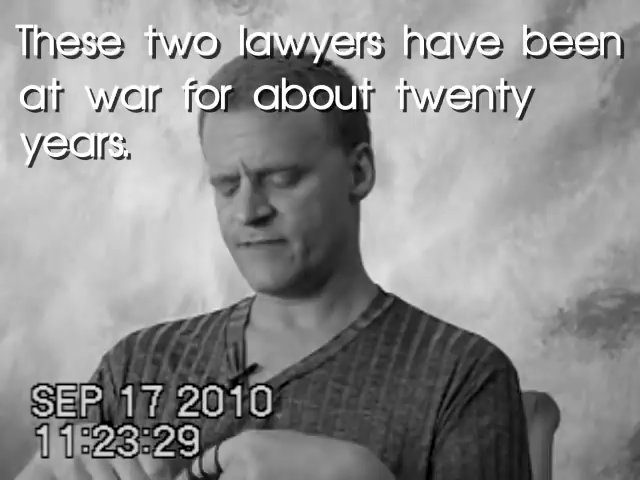 These two lawyers have been
at war for about twenty
years.
SEP 17 2010
11:23:29